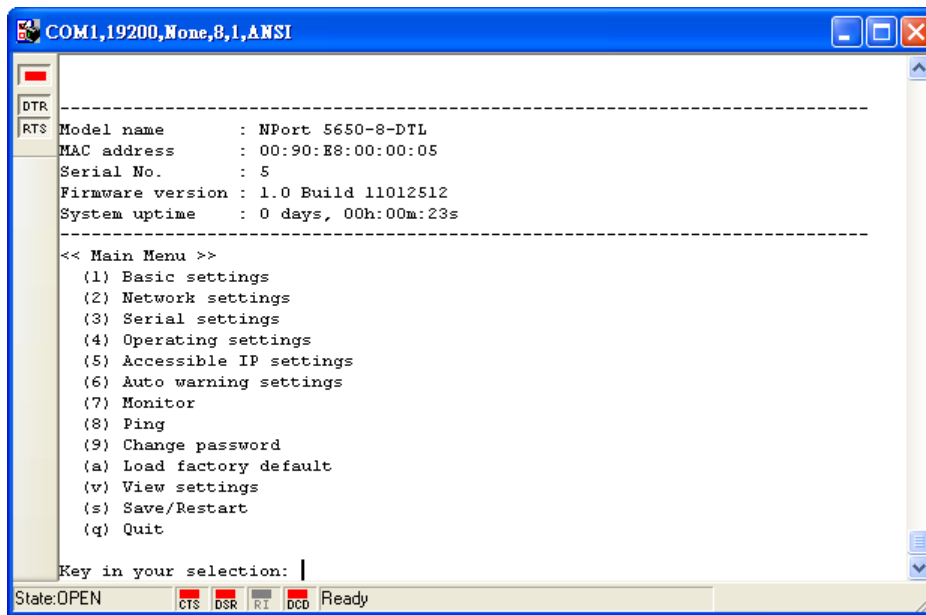 COM1,19200,None,8,1,ANSI
DTR
RTS
--------------------------------------------------------------------------------
Model name       : NPort 5650-8-DTL
MAC address      : 00:90:E8:00:00:05
Serial No.       : 5
Firmware version : 1.0 Build 11012512
System uptime    : 0 days, 00h:00m:23s
--------------------------------------------------------------------------------
<< Main Menu >>
(1) Basic settings
(2) Network settings
(3) Serial settings
(4) Operating settings
(5) Accessible IP settings
(6) Auto warning settings
(7) Monitor
(8) Ping
(9) Change password
(a) Load factory default
(v) View settings
(s) Save/Restart
(q) Quit
Key in your selection:
State:OPEN CTS DSR RI DCD Ready